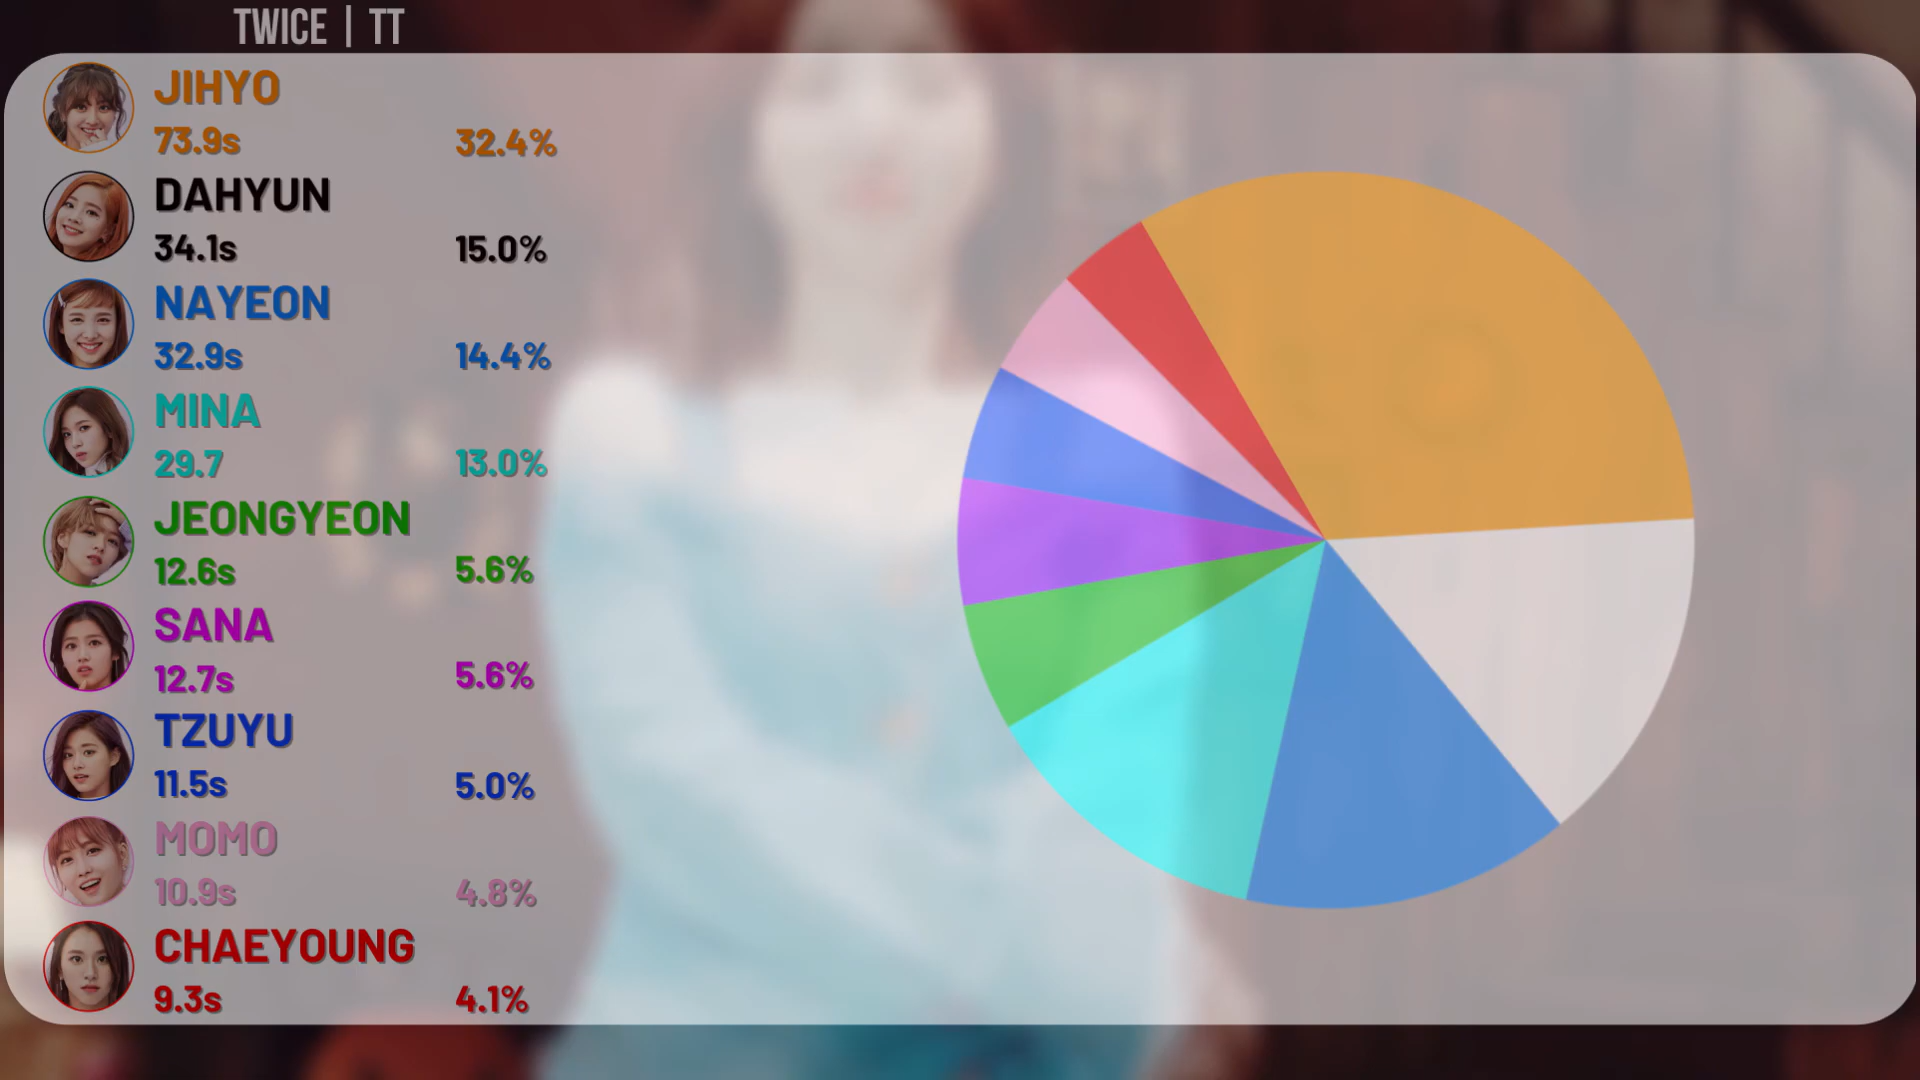 TWICE | TT
JIHYO
73.9s 32.4%
DAHYUN
34.1s 15.0%
NAYEON
32.9s 14.4%
MINA
29.7 13.0%
JEONGYEON
12.6s 5.6%
SANA
12.7s 5.6%
TZUYU
11.5s 5.0%
MOMO
10.9s 4.8%
CHAEYOUNG
9.3s 4.1%